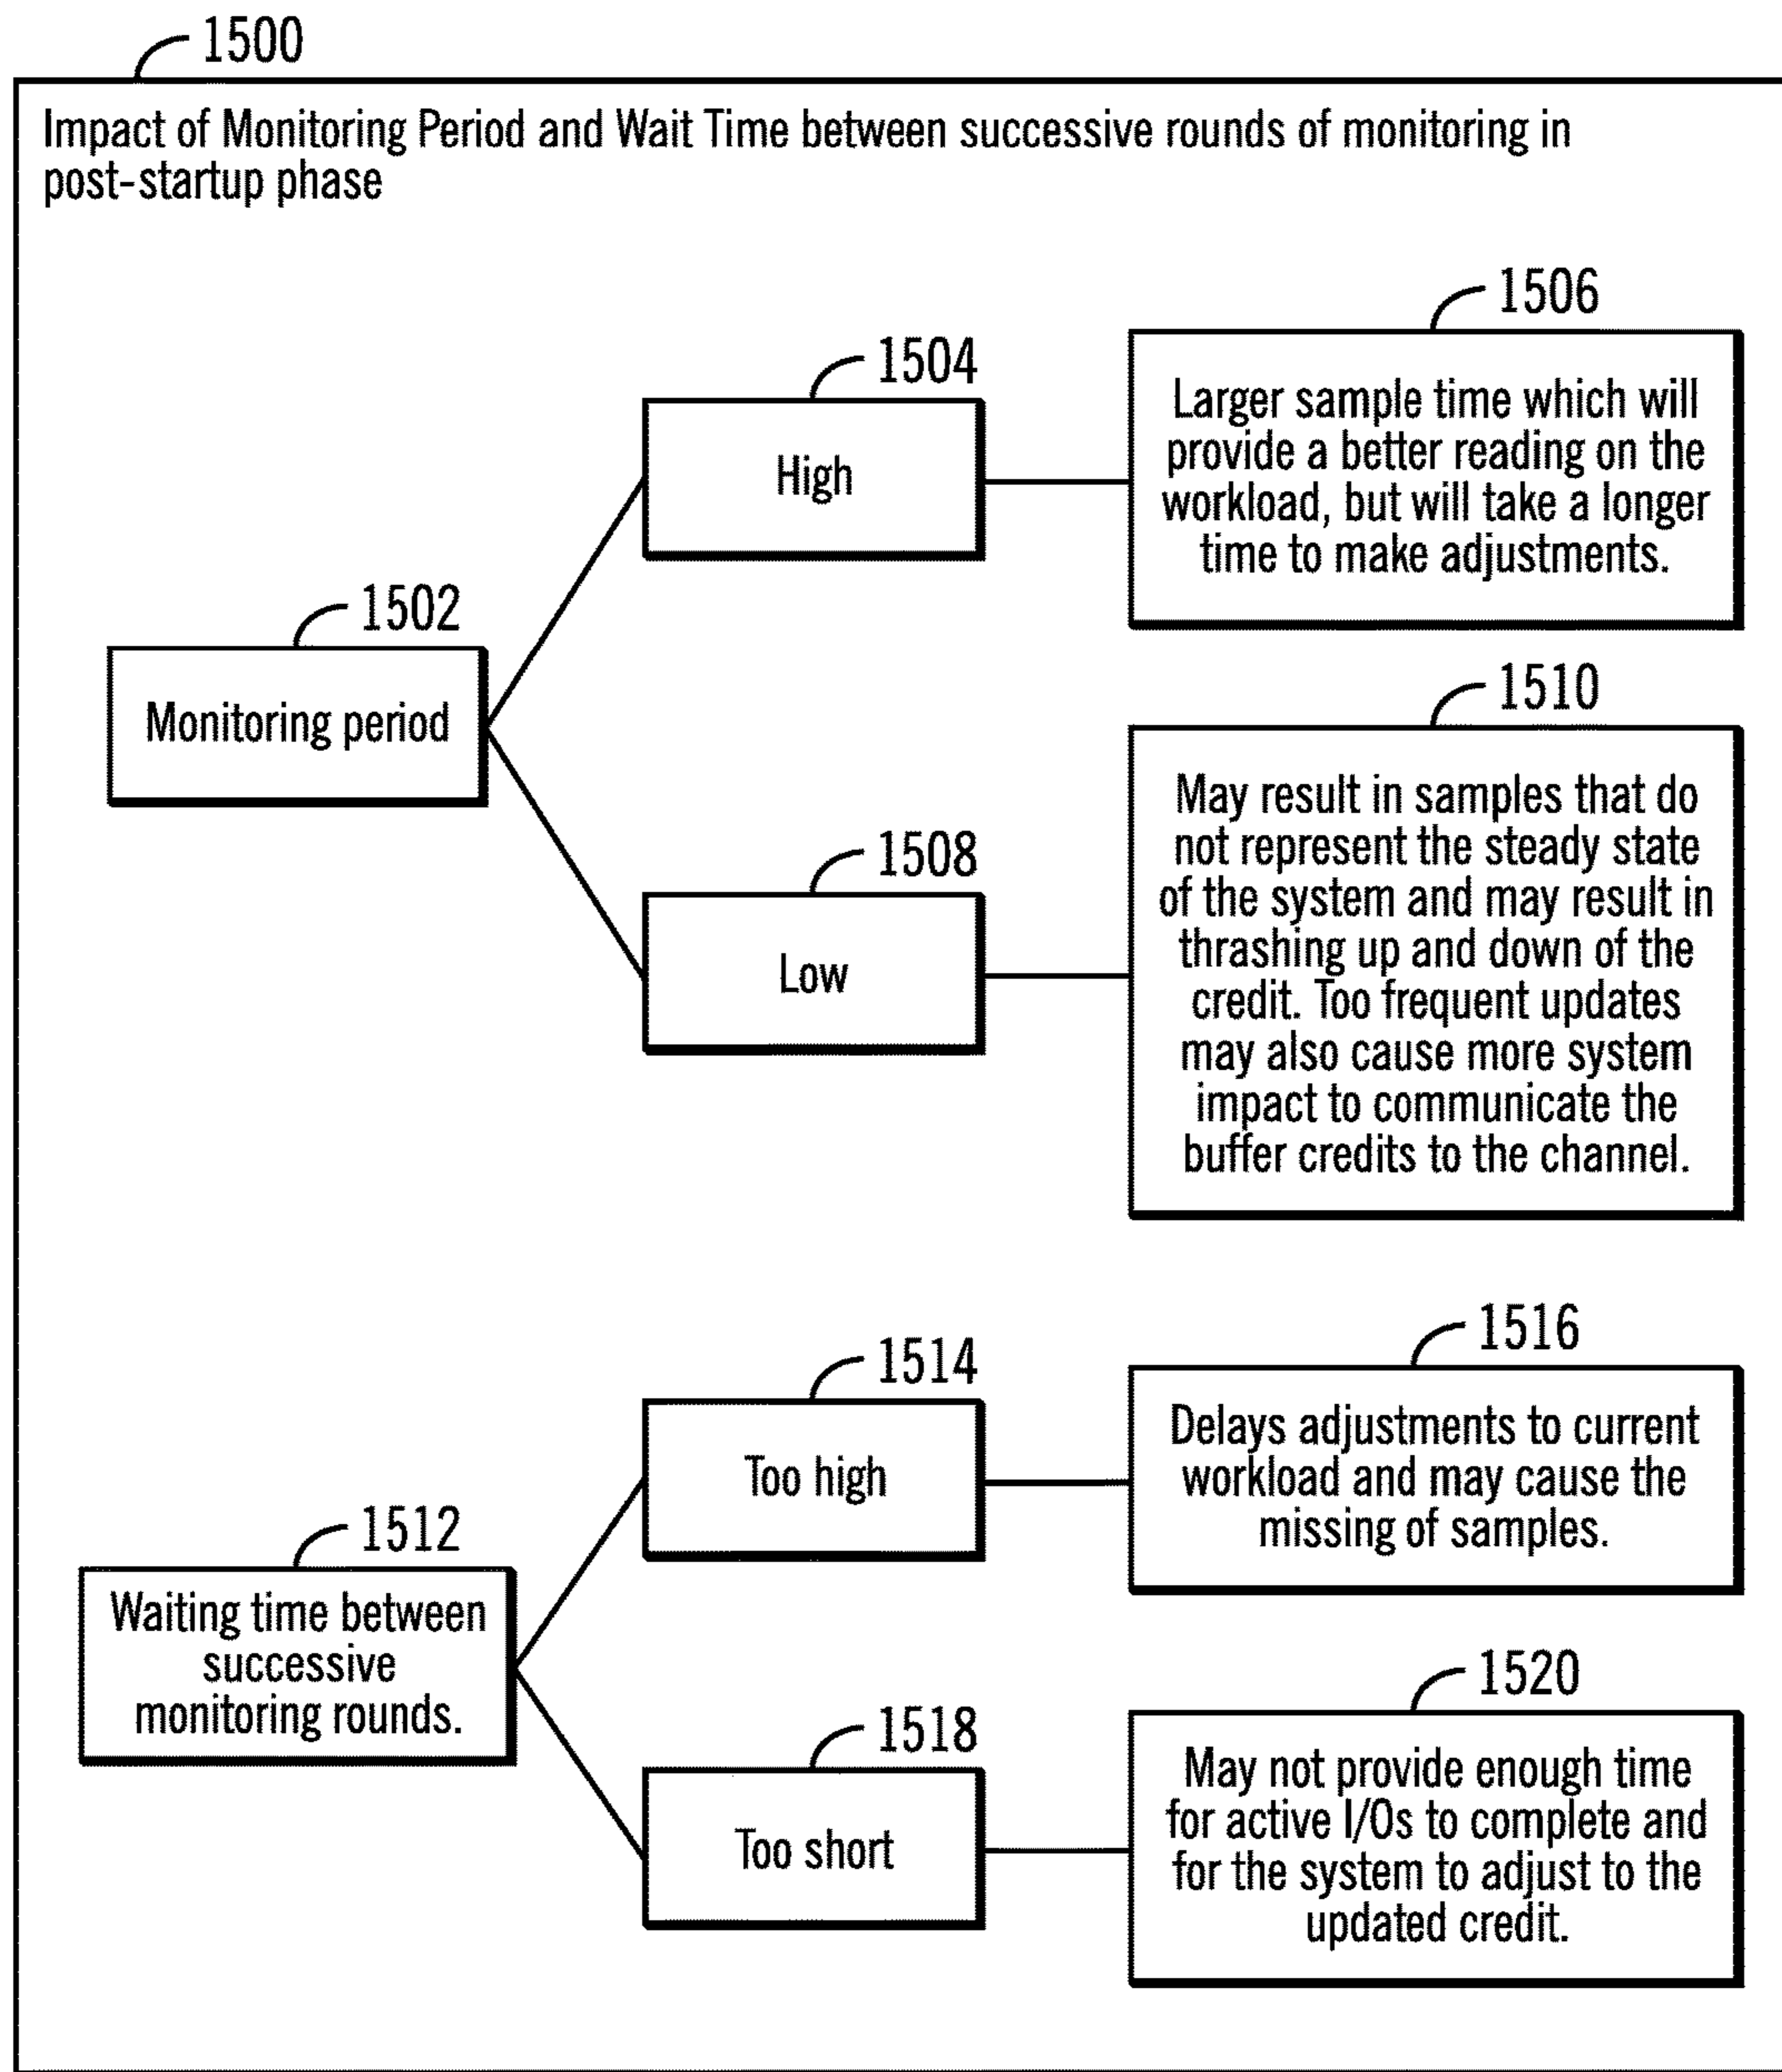 1500
Impact of Monitoring Period and Wait Time between successive rounds of monitoring in
post-startup phase
1502
Monitoring period
1504
High
1506
Larger sample time which will
provide a better reading on the
workload, but will take a longer
time to make adjustments.
1508
Low
1510
May result in samples that do
not represent the steady state
of the system and may result in
thrashing up and down of the
credit. Too frequent updates
may also cause more system
impact to communicate the
buffer credits to the channel.
1512
Waiting time between
successive
monitoring rounds.
1514
Too high
1516
Delays adjustments to current
workload and may cause the
missing of samples.
1518
Too short
1520
May not provide enough time
for active I/Os to complete and
for the system to adjust to the
updated credit.